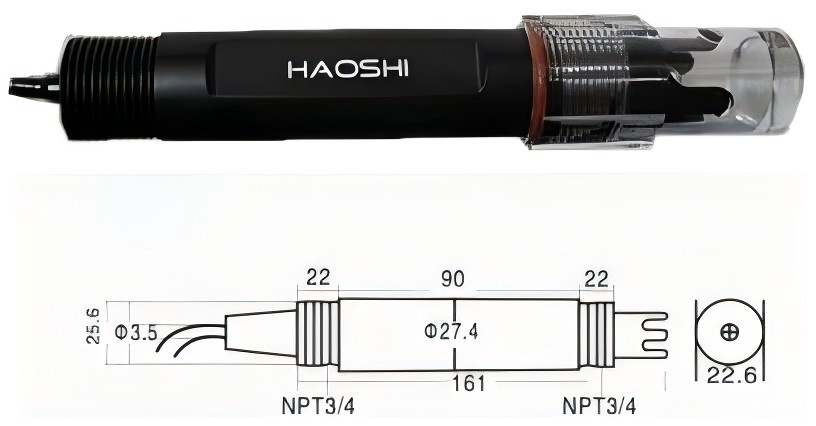 HAOSHI
22 90 22
25.6 Φ3.5 Φ27.4
161 22.6
NPT3/4 NPT3/4